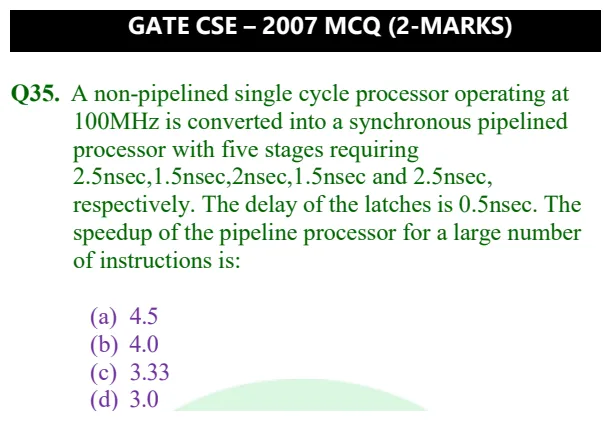 GATE CSE – 2007 MCQ (2-MARKS)
Q35. A non-pipelined single cycle processor operating at
100MHz is converted into a synchronous pipelined
processor with five stages requiring
2.5nsec,1.5nsec,2nsec,1.5nsec and 2.5nsec,
respectively. The delay of the latches is 0.5nsec. The
speedup of the pipeline processor for a large number
of instructions is:
(a) 4.5
(b) 4.0
(c) 3.33
(d) 3.0